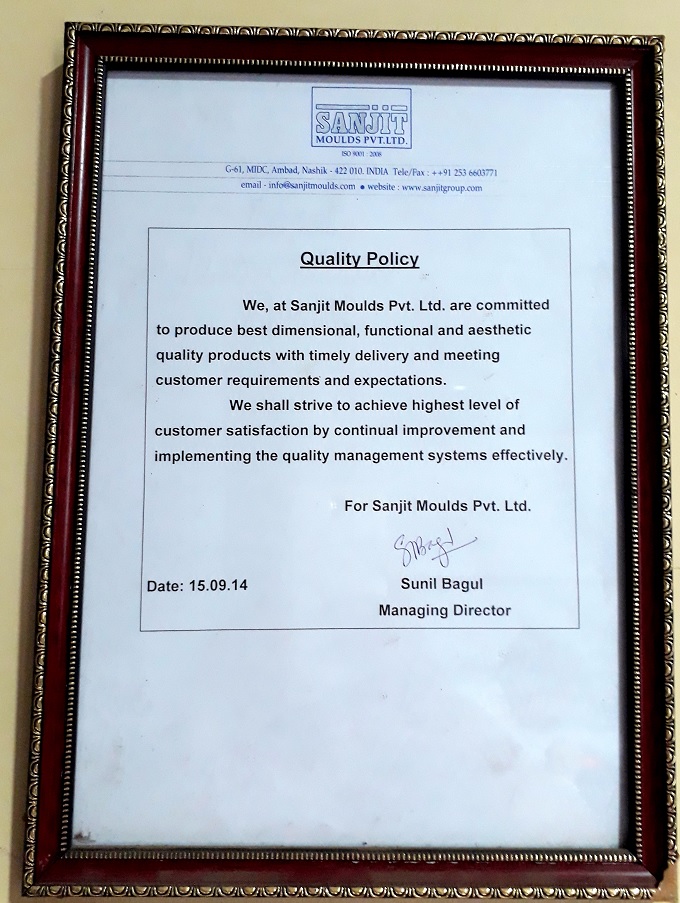 SANJIT
MOULDS PVT.LTD.
ISO 9001 : 2008
G-61, MIDC, Ambad, Nashik - 422 010. INDIA Tele/Fax : ++91 253 6603771
email - info@sanjitmoulds.com ● website : www.sanjitgroup.com
Quality Policy
We, at Sanjit Moulds Pvt. Ltd. are committed
to produce best dimensional, functional and aesthetic
quality products with timely delivery and meeting
customer requirements and expectations.
We shall strive to achieve highest level of
customer satisfaction by continual improvement and
implementing the quality management systems effectively.
For Sanjit Moulds Pvt. Ltd.
Date: 15.09.14 Sunil Bagul
Managing Director